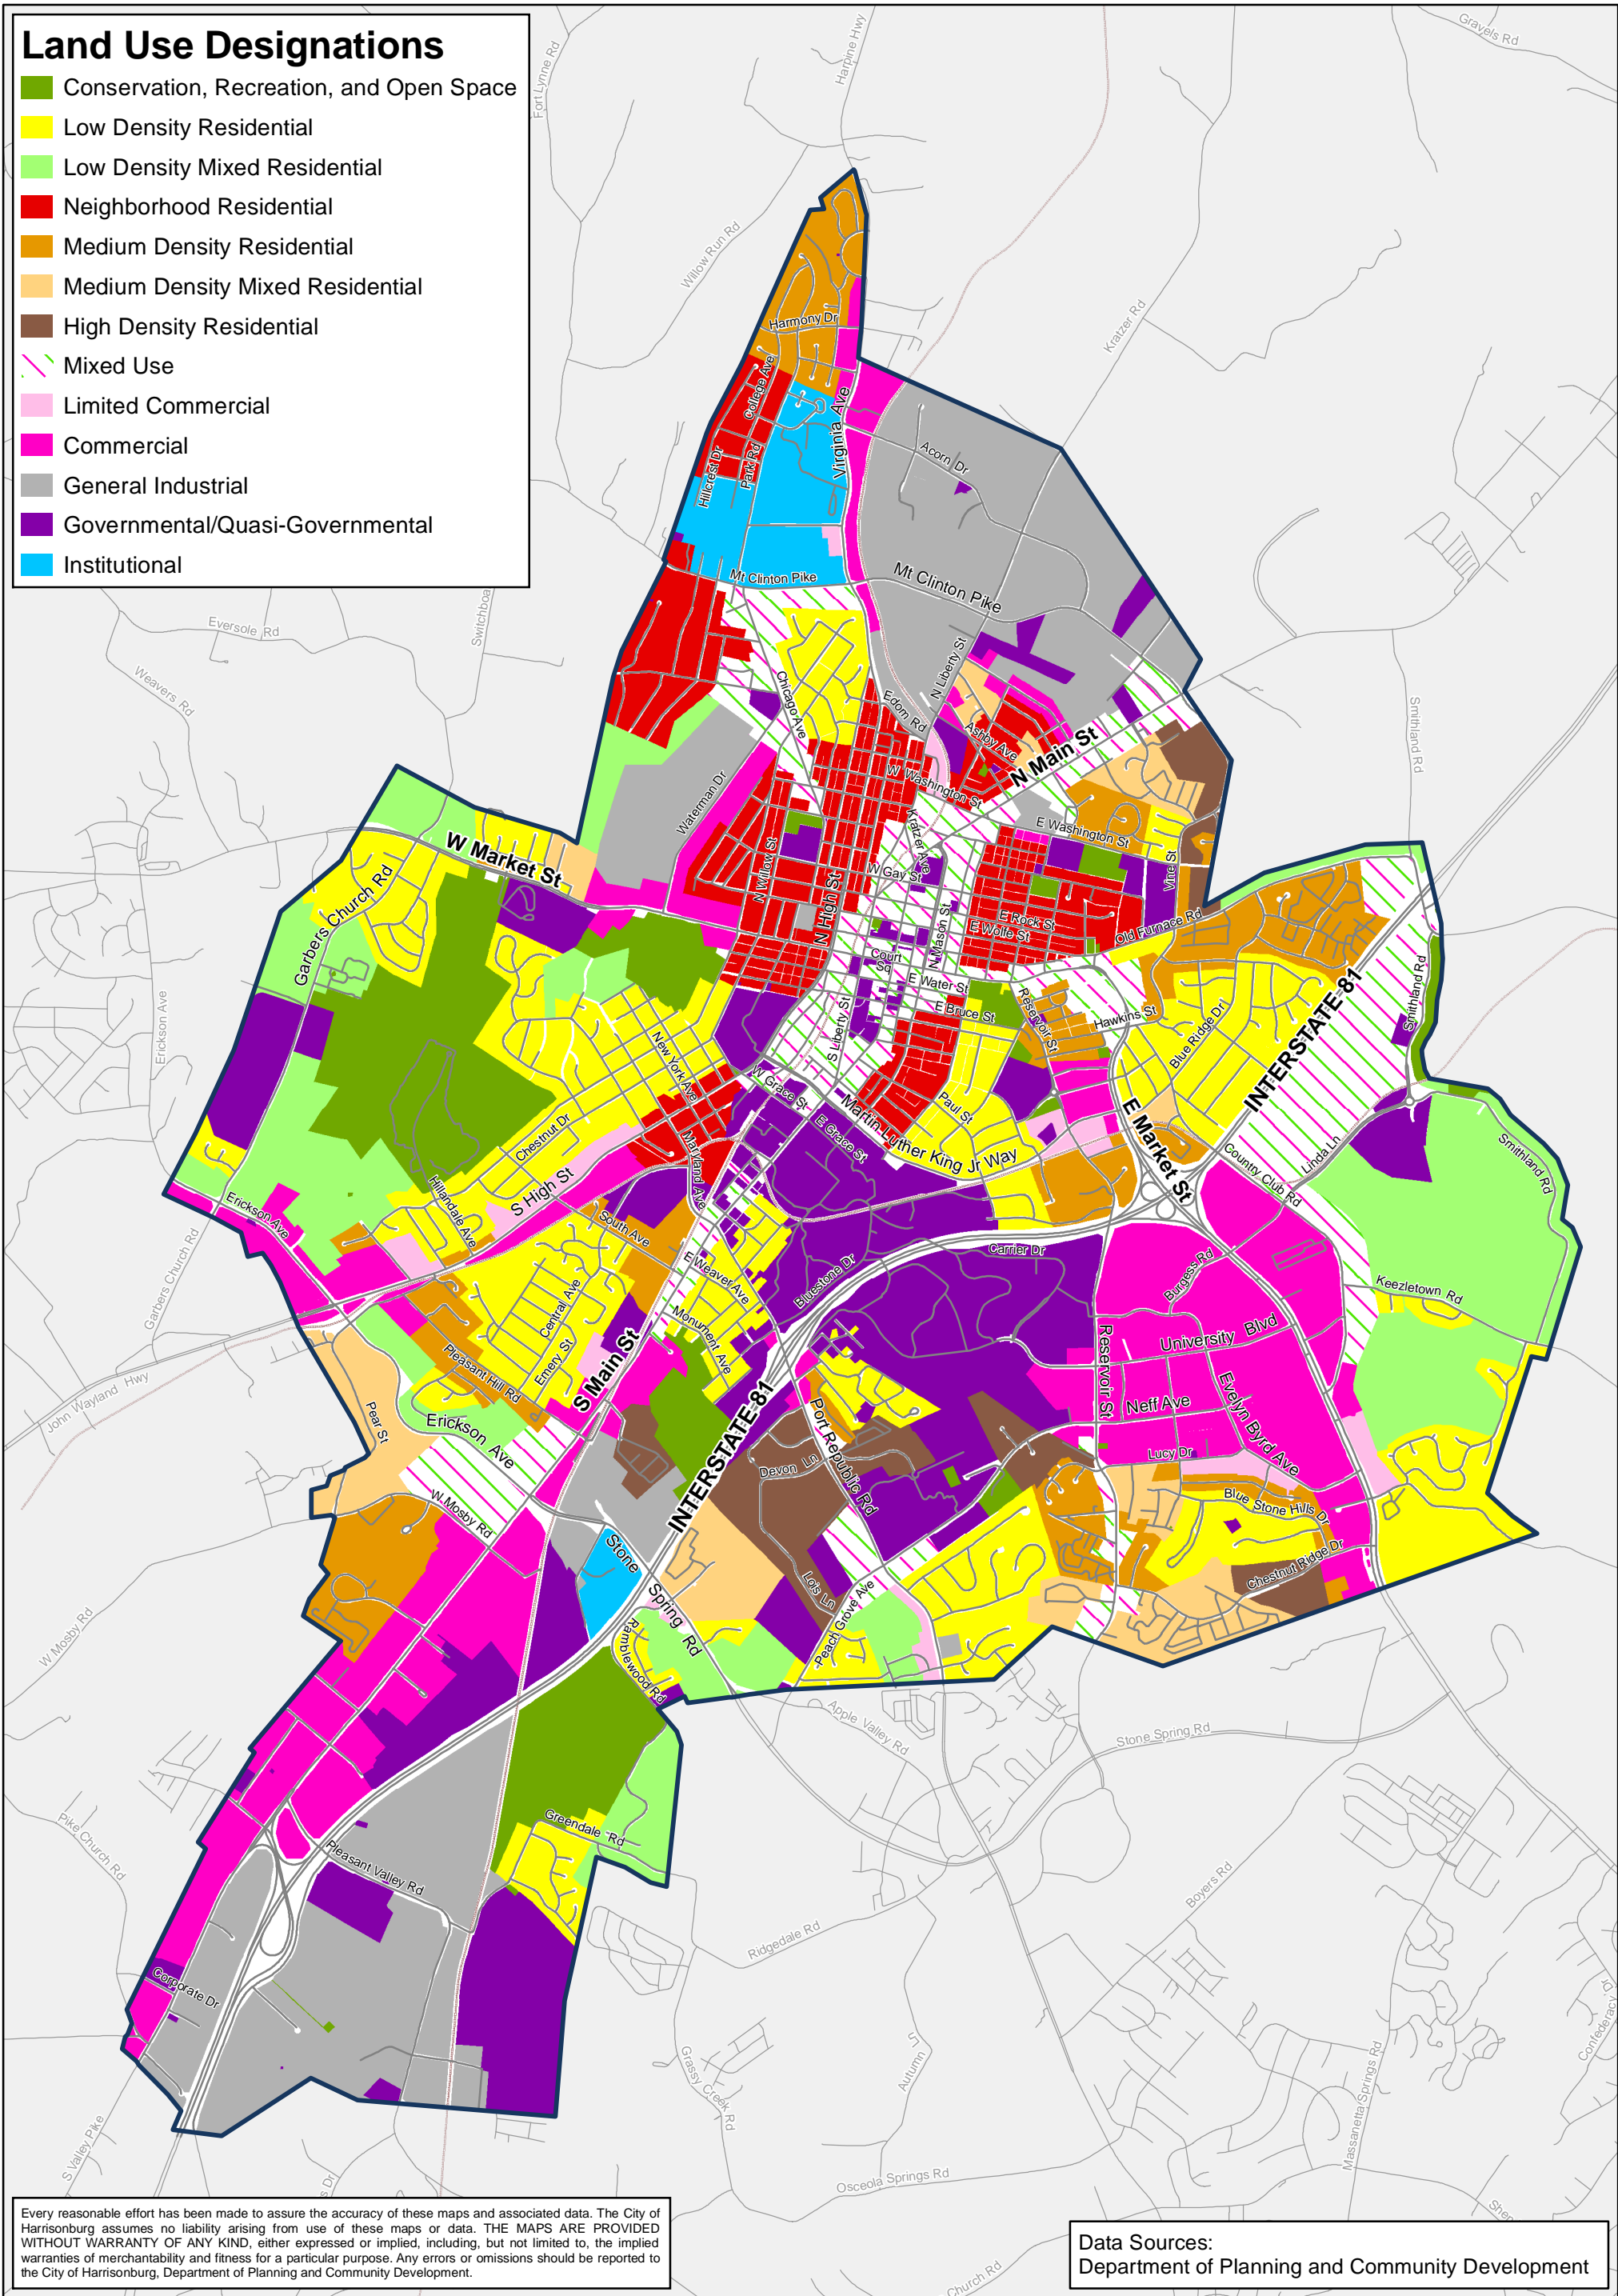 Land Use Designations
Conservation, Recreation, and Open Space
Low Density Residential
Low Density Mixed Residential
Neighborhood Residential
Medium Density Residential
Medium Density Mixed Residential
High Density Residential
Mixed Use
Limited Commercial
Commercial
General Industrial
Governmental/Quasi-Governmental
Institutional
Fort Lynne Rd
Harpine Hwy
Gravels Rd
Willow Run Rd
Kratzer Rd
Harmony Dr
College Ave
Virginia Ave
Hillcrest Dr
Park Rd
Acorn Dr
Mt Clinton Pike
Mt Clinton Pike
Eversole Rd
Switchboa
Weavers Rd
Smithland Rd
N Liberty St
Chicago Ave
Edom Rd
Ashby Ave
N Main St
Waterman Dr
W Washington St
Kratzer Ave
E Washington St
W Market St
Vine St
Garbers Church Rd
N Willow St
W Gay St
N High St
N Mason St
E Rock St
E Wolfe St
Old Furnace Rd
Court
Sq
E Water St
E Bruce St
Reservoir St
Hawkins St
Smithland Rd
Erickson Ave
S Liberty St
New York Ave
Blue Ridge Dr
INTERSTATE-81
W Grace St
E Grace St
Martin Luther King Jr Way
Paul St
E Market St
Chestnut Dr
Maryland Ave
Country Club Rd
Linda Ln
Smithland Rd
Hillandale Ave
S High St
Erickson Ave
South Ave
Garbers Church Rd
E Weaver Ave
Bluestone Dr
Carrier Dr
Burgess Rd
Keezletown Rd
Central Ave
Monument Ave
University Blvd
Reservoir St
Emery St
S Main St
Pleasant Hill Rd
John Wayland Hwy
Pear St
Erickson Ave
Neff Ave
Evelyn Byrd Ave
Port Republic Rd
INTERSTATE-81
Lucy Dr
Devon Ln
W Mosby Rd
Blue Stone Hills Dr
Stone
Spring Rd
Chestnut Ridge Dr
Lois Ln
Peach Grove Ave
W Mosby Rd
Ramblewood Rd
Apple Valley Rd
Stone Spring Rd
Greendale Rd
Pike Church Rd
Pleasant Valley Rd
Boyers Rd
Ridgedale Rd
Corporate Dr
Confederacy Dr
Grassy Creek Rd
Autumn
Massanetta Springs Rd
S Valley Pike
s Dr
Osceola Springs Rd
Shen
Church Rd
Every reasonable effort has been made to assure the accuracy of these maps and associated data. The City of
Harrisonburg assumes no liability arising from use of these maps or data. THE MAPS ARE PROVIDED
WITHOUT WARRANTY OF ANY KIND, either expressed or implied, including, but not limited to, the implied
warranties of merchantability and fitness for a particular purpose. Any errors or omissions should be reported to
the City of Harrisonburg, Department of Planning and Community Development.
Data Sources:
Department of Planning and Community Development